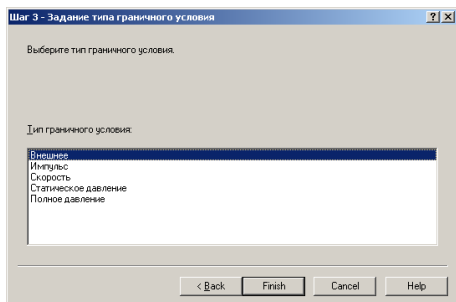 Шаг 3 - Задание типа граничного условия
Выберите тип граничного условия.
Тип граничного условия:
Внешнее
Импульс
Скорость
Статическое давление
Полное давление
< Back Finish Cancel Help